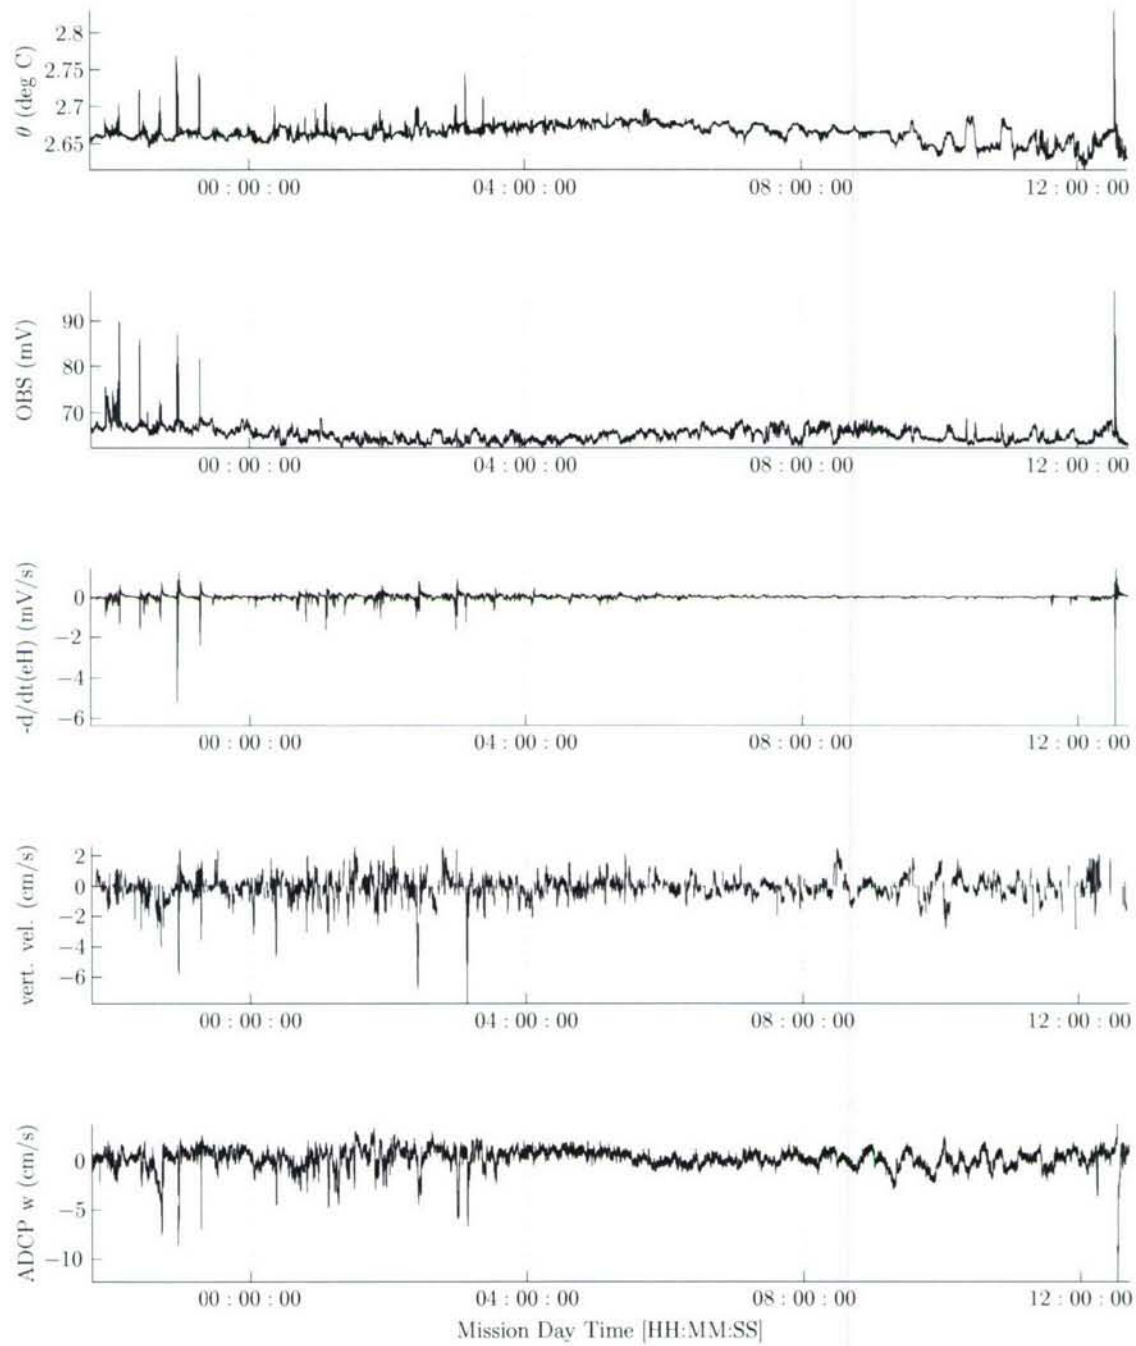 θ (deg C)
2.8
2.75
2.7
2.65
00 : 00 : 00 04 : 00 : 00 08 : 00 : 00 12 : 00 : 00
OBS (mV)
90
80
70
00 : 00 : 00 04 : 00 : 00 08 : 00 : 00 12 : 00 : 00
-d/dt(eH) (mV/s)
0
−2
−4
−6
00 : 00 : 00 04 : 00 : 00 08 : 00 : 00 12 : 00 : 00
vert. vel. (cm/s)
2
0
−2
−4
−6
00 : 00 : 00 04 : 00 : 00 08 : 00 : 00 12 : 00 : 00
ADCP w (cm/s)
0
−5
−10
00 : 00 : 00 04 : 00 : 00 08 : 00 : 00 12 : 00 : 00
Mission Day Time [HH:MM:SS]